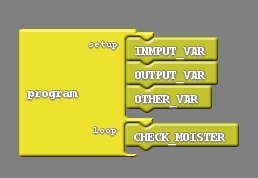 setup
INMPUT_VAR
OUTPUT_VAR
OTHER_VAR
program
loop
CHECK_MOISTER